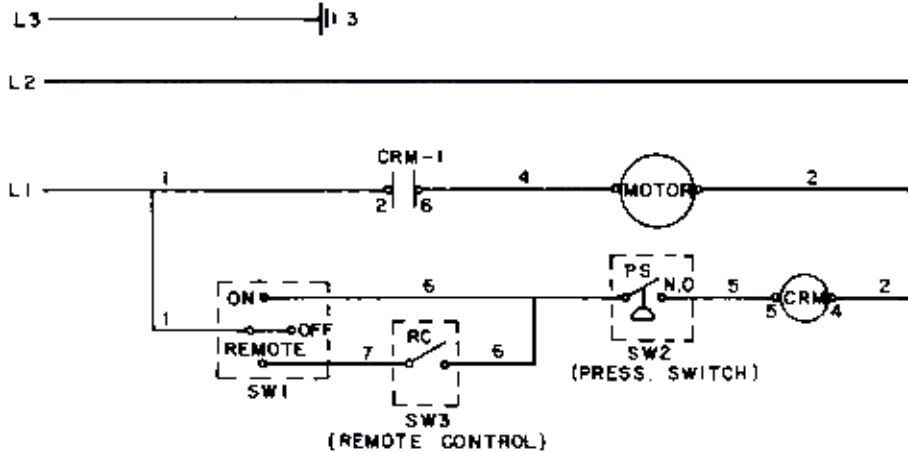 L3 3
L2
CRM-1
L1 1 4 MOTOR 2
2 6
PS N.O
ON 6 5 CRM 2
5 4
1 OFF
REMOTE 7 RC 6
SW2
(PRESS. SWITCH)
SW1
SW3
(REMOTE CONTROL)